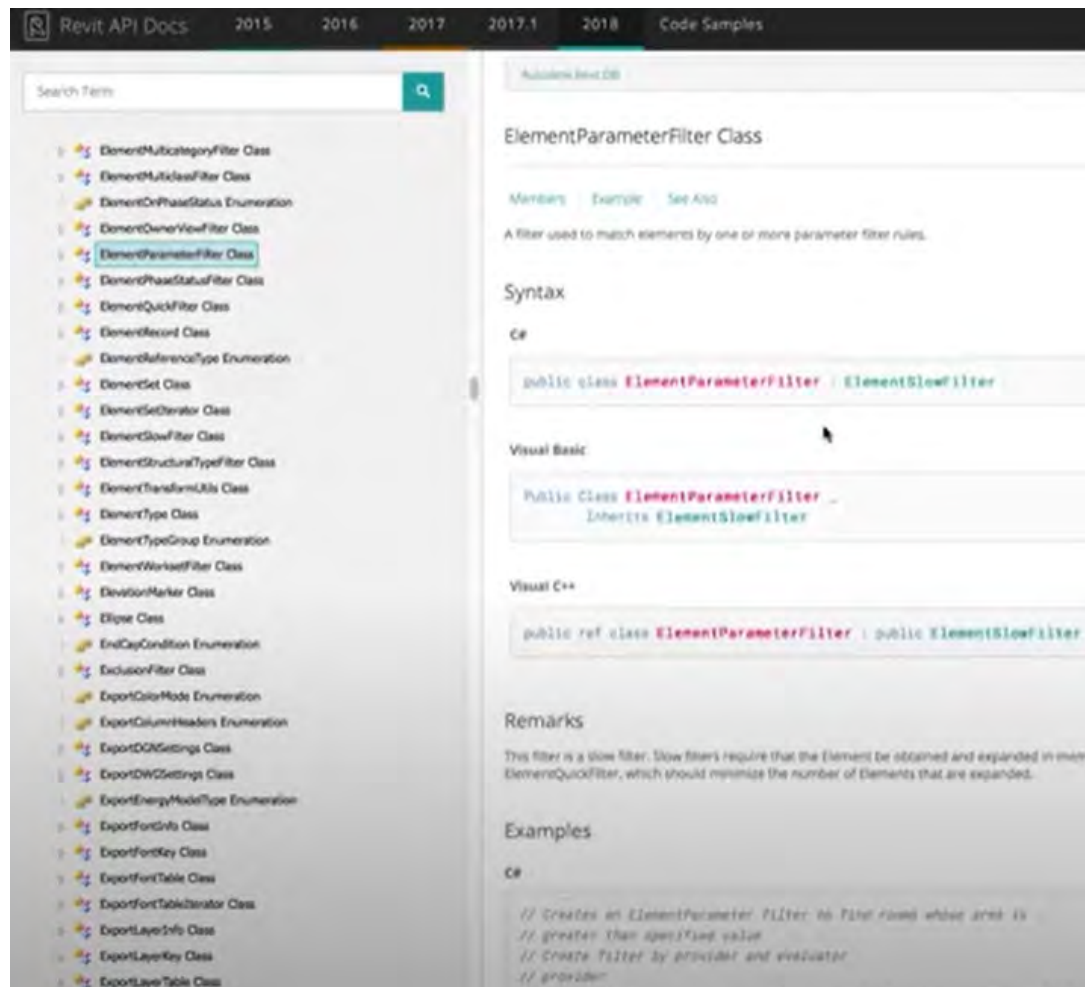 Revit API Docs 2015 2016 2017 2017.1 2018 Code Samples
Search Term
ElementMulticategoryFilter Class
ElementMulticlassFilter Class
ElementOnPhaseStatus Enumeration
ElementOwnerViewFilter Class
ElementParameterFilter Class
ElementPhaseStatusFilter Class
ElementQuickFilter Class
ElementRecord Class
ElementReferenceType Enumeration
ElementSet Class
ElementSetIterator Class
ElementSlowFilter Class
ElementStructuralTypeFilter Class
ElementTransformUtils Class
ElementType Class
ElementTypeGroup Enumeration
ElementWorksetFilter Class
ElevationMarker Class
Ellipse Class
EndCapCondition Enumeration
ExclusionFilter Class
ExportColorMode Enumeration
ExportColumnHeaders Enumeration
ExportDGNSettings Class
ExportDWGSettings Class
ExportEnergyModelType Enumeration
ExportFontInfo Class
ExportFontKey Class
ExportFontTable Class
ExportFontTableIterator Class
ExportLayerInfo Class
ExportLayerKey Class
ExportLayerTable Class
Autodesk.Revit.DB
ElementParameterFilter Class
Members Example See Also
A filter used to match elements by one or more parameter filter rules.
Syntax
C#
public class ElementParameterFilter : ElementSlowFilter
Visual Basic
Public Class ElementParameterFilter _
Inherits ElementSlowFilter
Visual C++
public ref class ElementParameterFilter : public ElementSlowFilter
Remarks
This filter is a slow filter. Slow filters require that the Element be obtained and expanded in mem
ElementQuickFilter, which should minimize the number of Elements that are expanded.
Examples
C#
// Creates an ElementParameter filter to find rooms whose area is
// greater than specified value
// Create filter by provider and evaluator
// provider